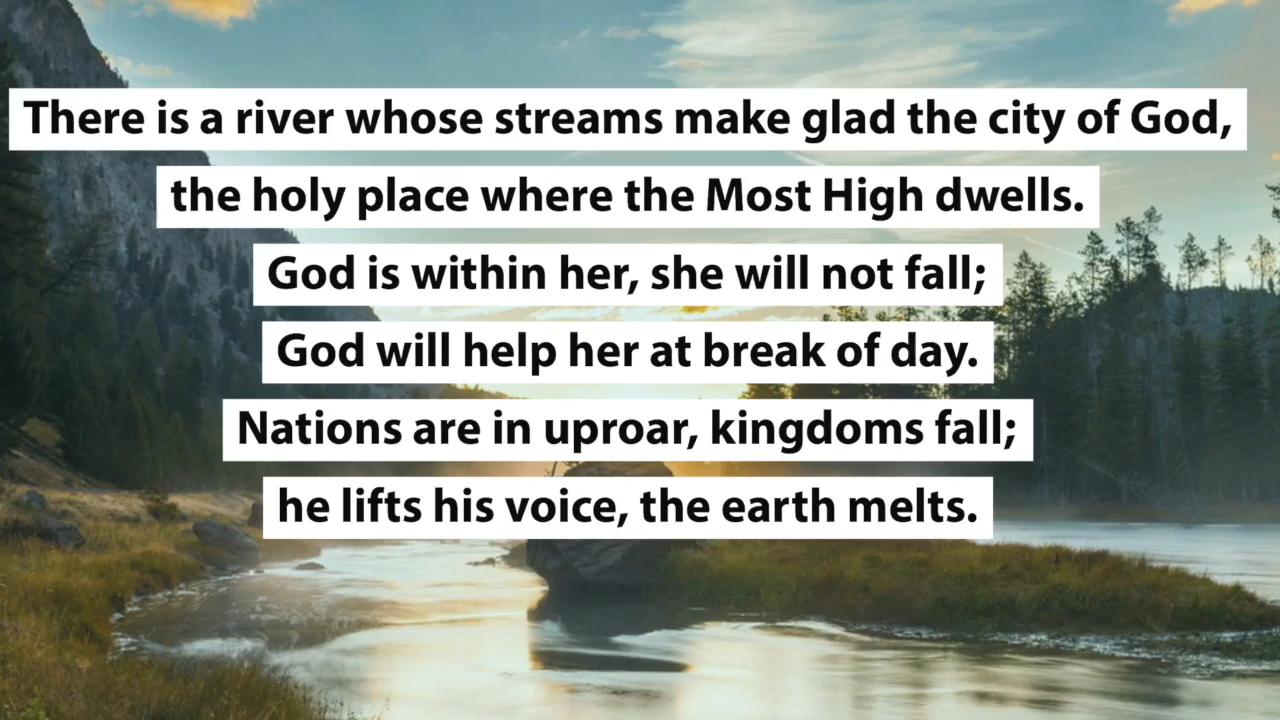 There is a river whose streams make glad the city of God,
the holy place where the Most High dwells.
God is within her, she will not fall;
God will help her at break of day.
Nations are in uproar, kingdoms fall;
he lifts his voice, the earth melts.